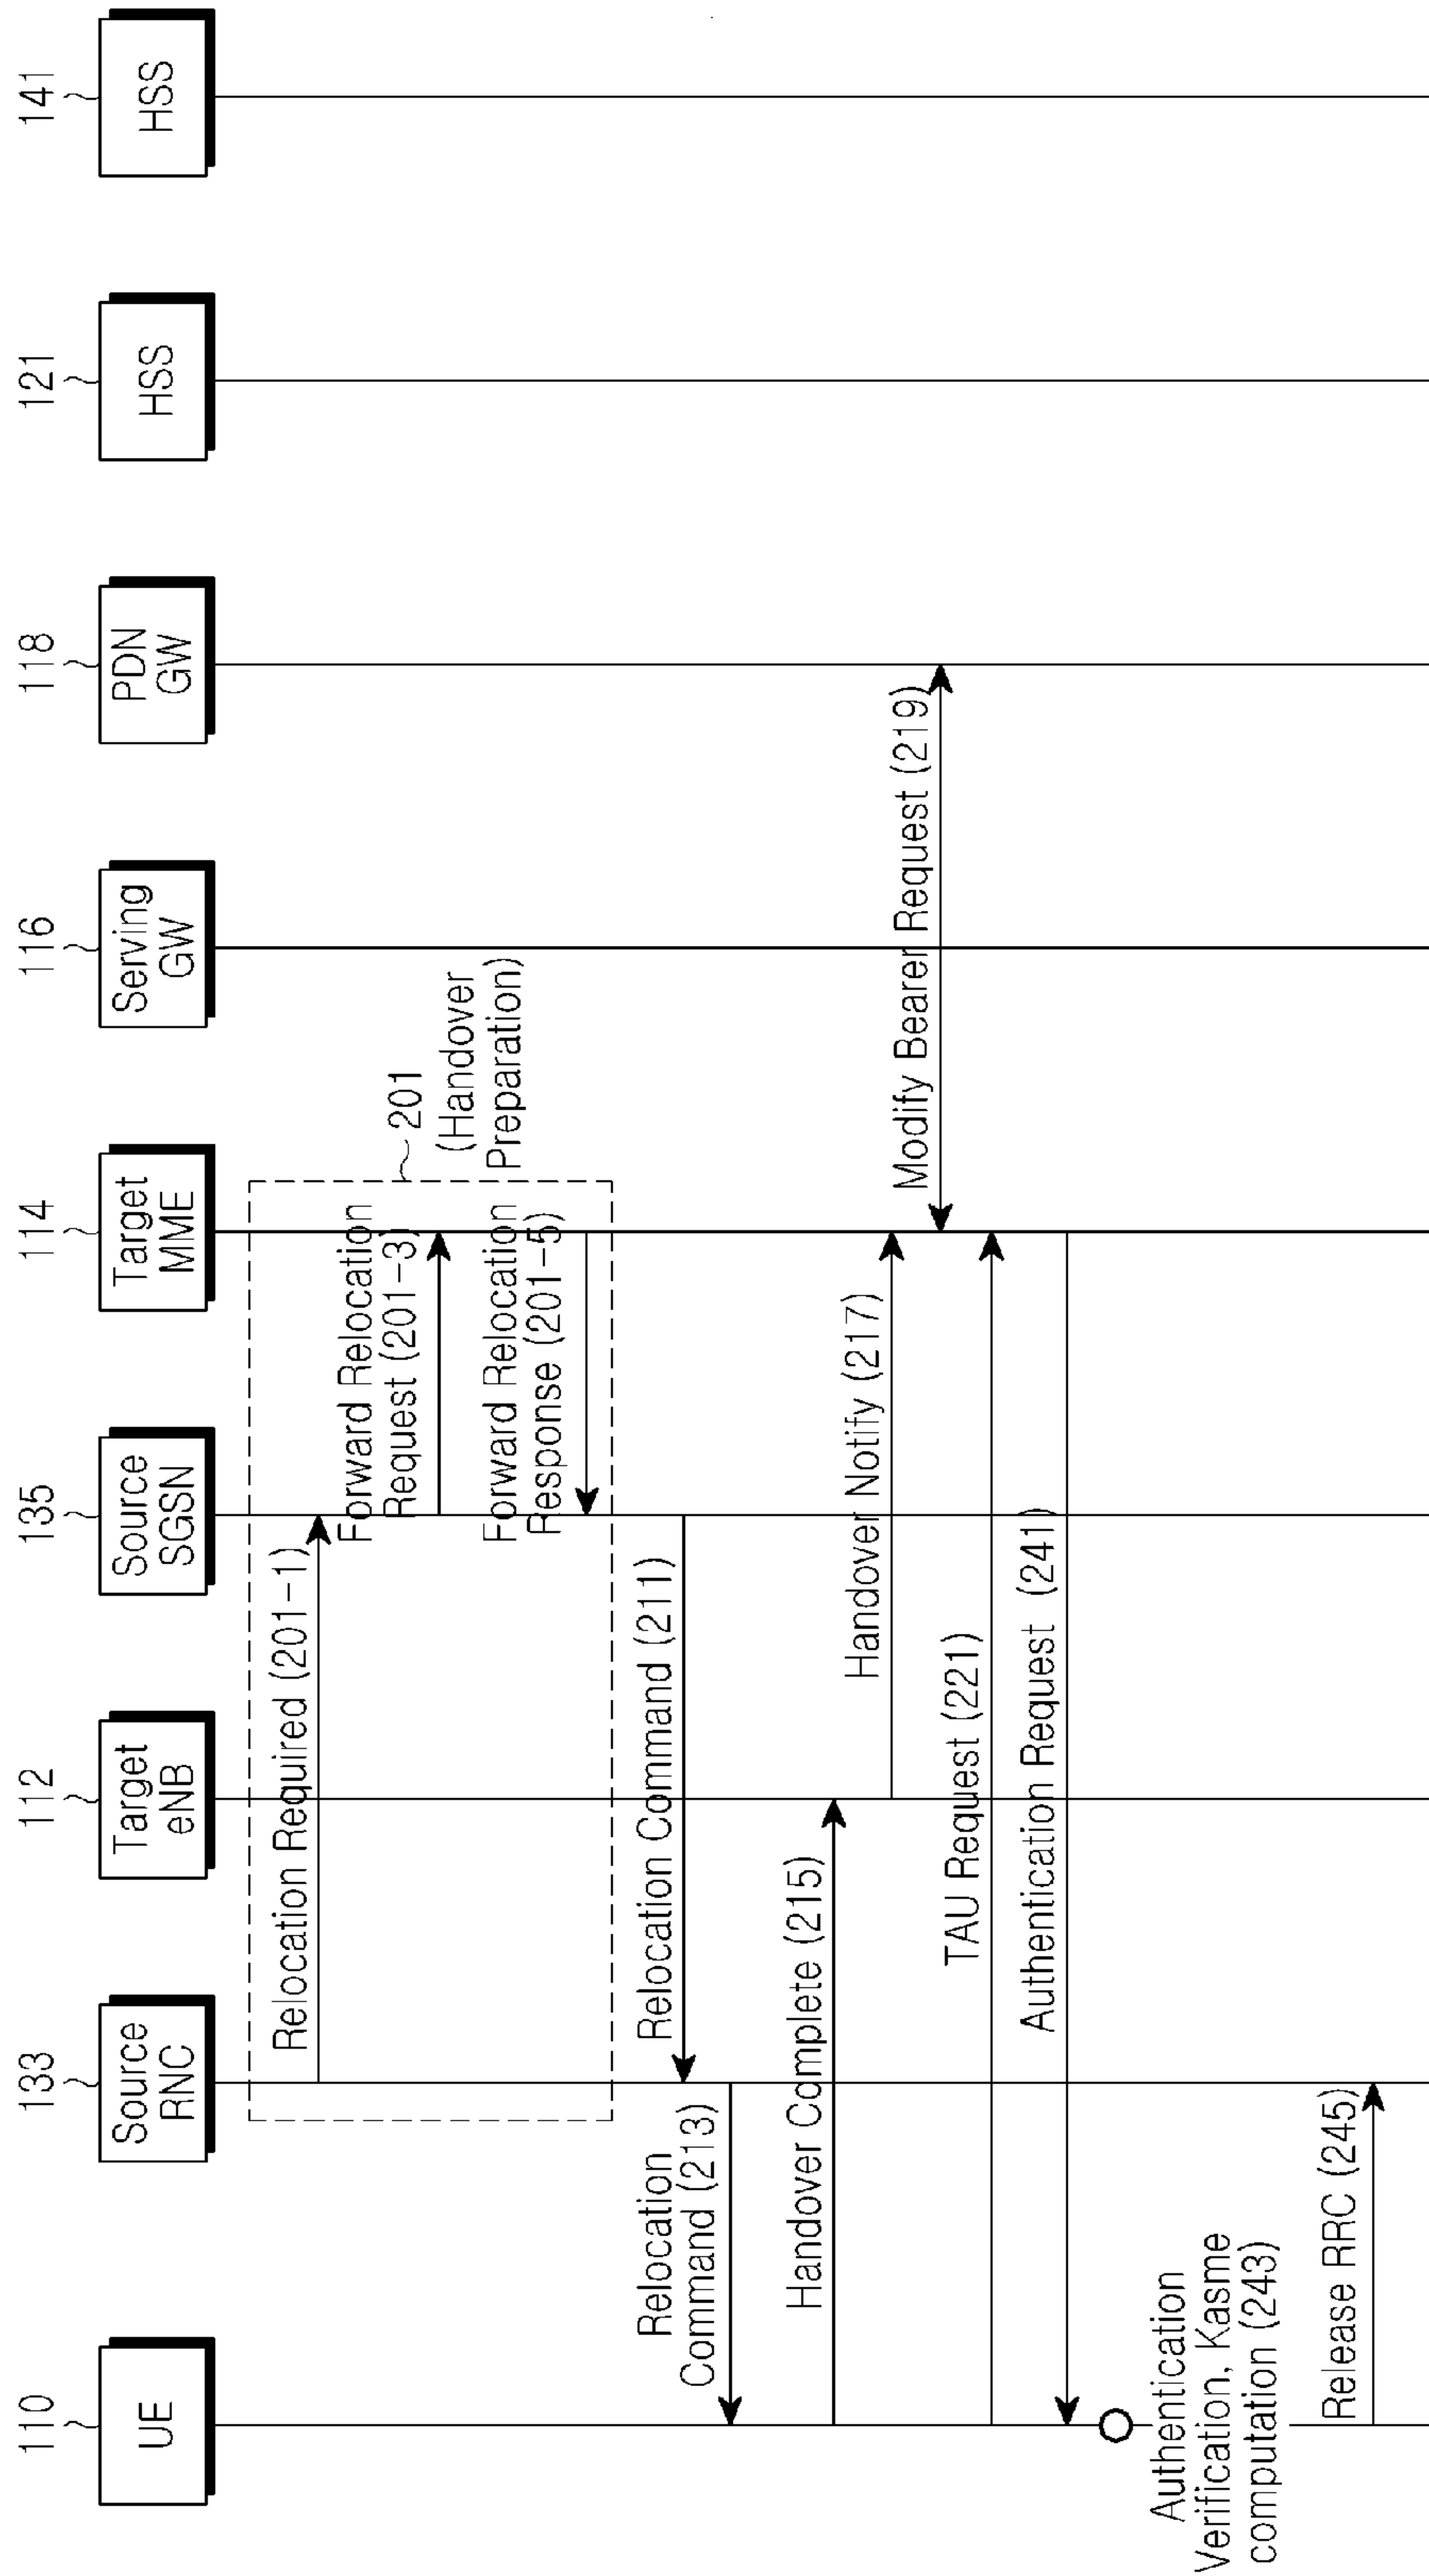 110
UE
133
Source
RNC
112
Target
eNB
135
Source
SGSN
114
Target
MME
116
Serving
GW
118
PDN
GW
121
HSS
141
HSS
Relocation Required (201-1)
Forward Relocation
Request (201-3)
Forward Relocation
Response (201-5)
201
(Handover
Preparation)
Relocation Command (211)
Relocation
Command (213)
Handover Complete (215)
Handover Notify (217)
Modify Bearer Request (219)
TAU Request (221)
Authentication Request (241)
Authentication
Verification, Kasme
computation (243)
Release RRC (245)